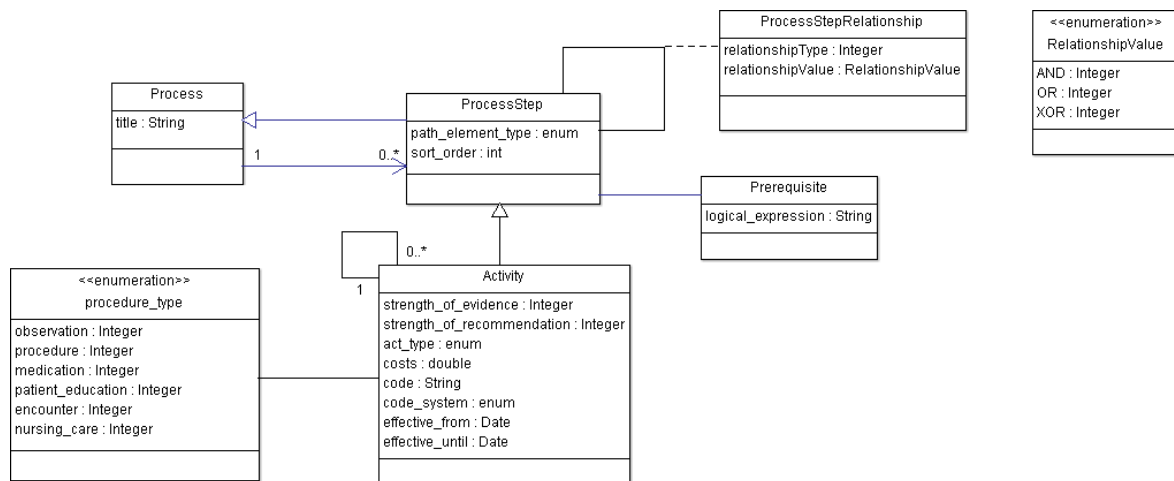 ProcessStepRelationship
relationshipType : Integer
relationshipValue : RelationshipValue
<<enumeration>>
RelationshipValue
AND : Integer
OR : Integer
XOR : Integer
Process
title : String
1
0..*
ProcessStep
path_element_type : enum
sort_order : int
Prerequisite
logical_expression : String
0..*
1
<<enumeration>>
procedure_type
observation : Integer
procedure : Integer
medication : Integer
patient_education : Integer
encounter : Integer
nursing_care : Integer
Activity
strength_of_evidence : Integer
strength_of_recommendation : Integer
act_type : enum
costs : double
code : String
code_system : enum
effective_from : Date
effective_until : Date